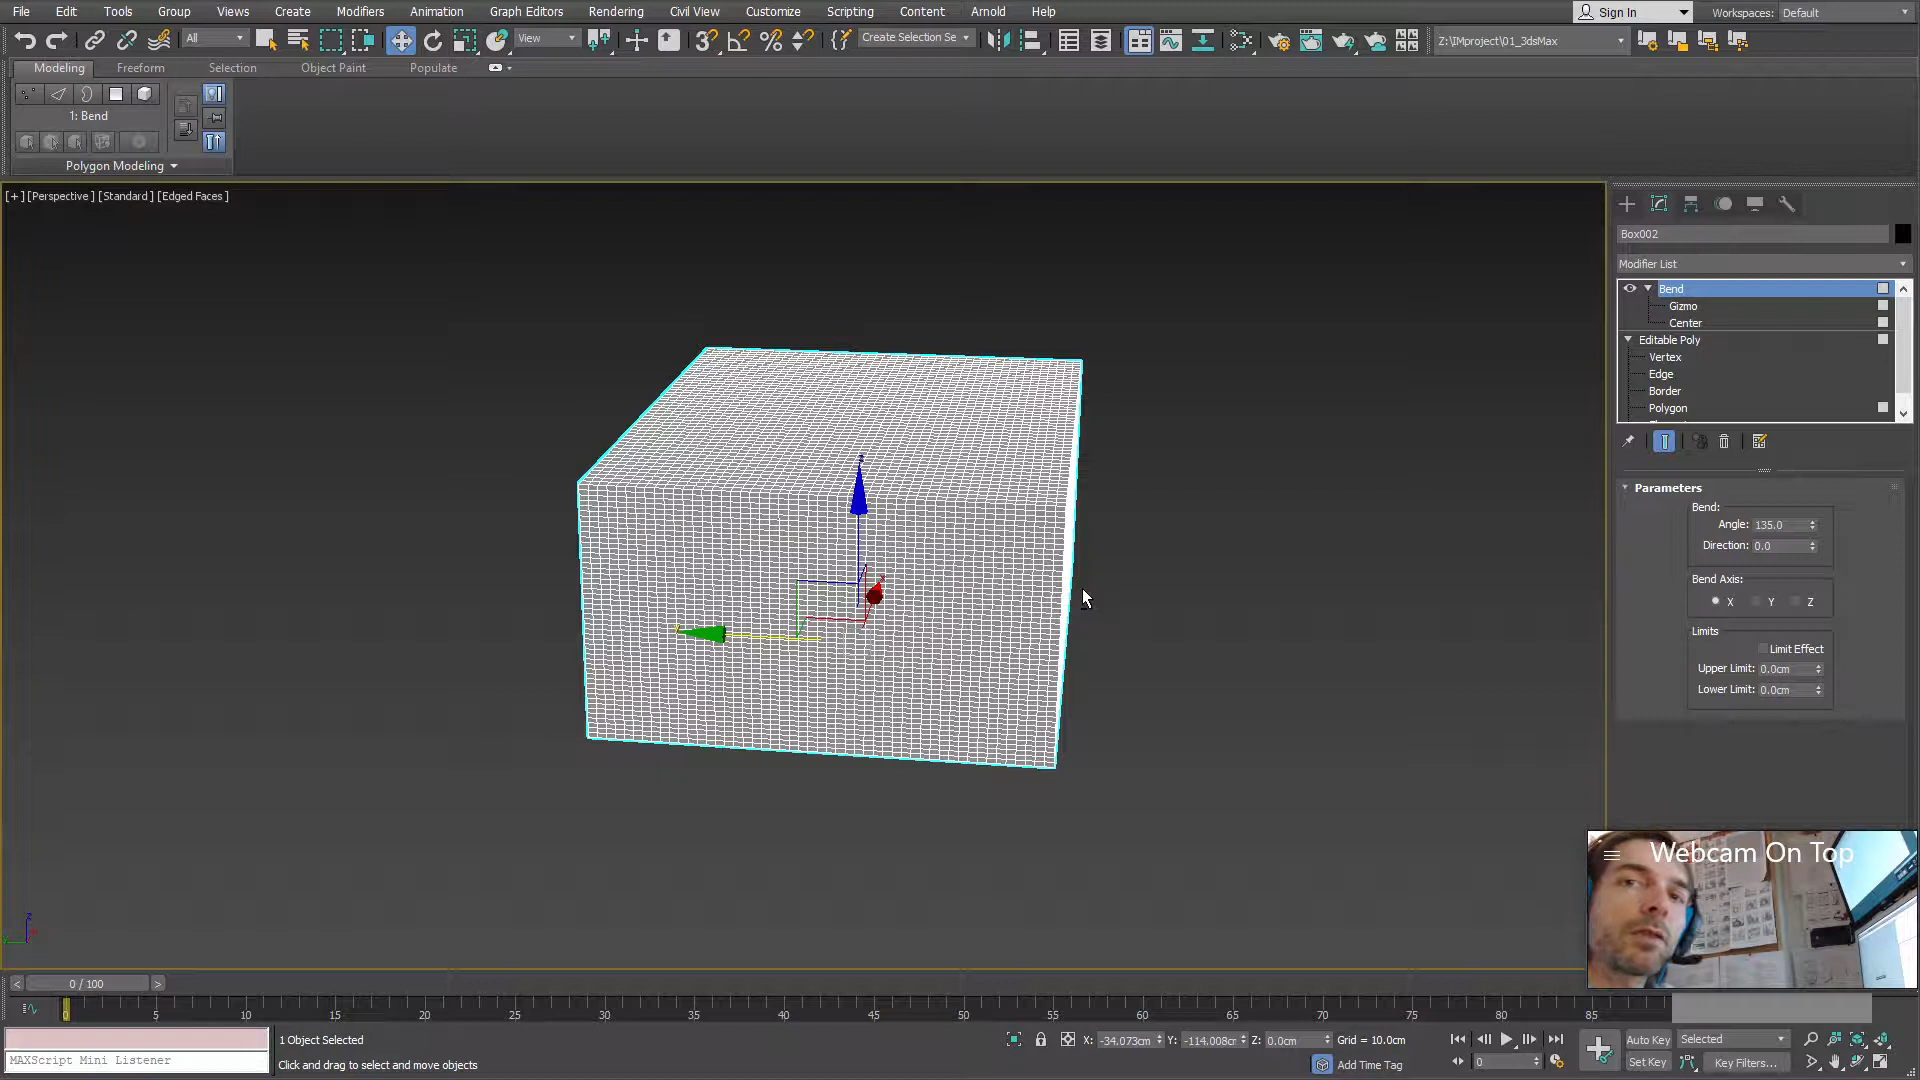 File Edit Tools Group Views Create Modifiers Animation Graph Editors Rendering Civil View Customize Scripting Content Arnold Help Sign In Workspaces: Default
All View Create Selection Se Z:\IMproject\01_3dsMax
Modeling Freeform Selection Object Paint Populate
1: Bend
Polygon Modeling
[+] [Perspective ] [Standard ] [Edged Faces ]
Box002
Modifier List
Bend
Gizmo
Center
Editable Poly
Vertex
Edge
Border
Polygon
Parameters
Bend:
Angle: 135.0
Direction: 0.0
Bend Axis:
X Y Z
Limits
Limit Effect
Upper Limit: 0.0cm
Lower Limit: 0.0cm
Webcam On Top
0 / 100
0 5 10 15 20 25 30 35 40 45 50 55 60 65 70 75 80 85
1 Object Selected X: -34.073cm Y: -114.008cm Z: 0.0cm Grid = 10.0cm Auto Key Selected
MAXScript Mini Listener Click and drag to select and move objects Add Time Tag 0 Set Key Key Filters...